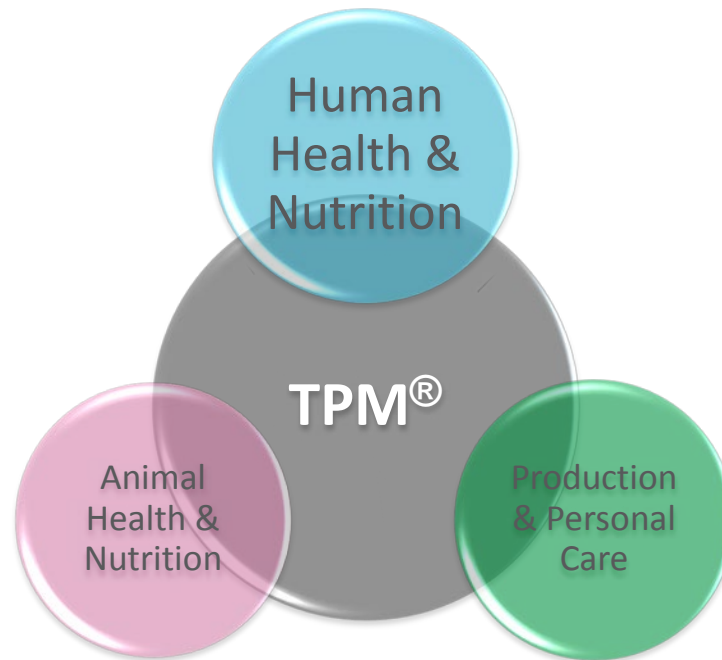 Human
Health &
Nutrition
TPM®
Animal
Health &
Nutrition
Production
& Personal
Care